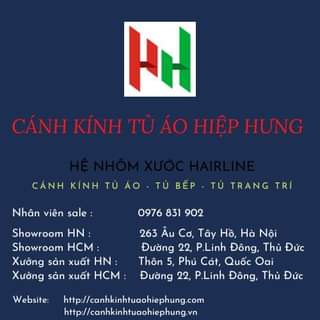 CÁNH KÍNH TỦ ÁO HIỆP HƯNG
HỆ NHÔM XƯỚC HAIRLINE
CÁNH KÍNH TỦ ÁO - TỦ BẾP - TỦ TRANG TRÍ
Nhân viên sale : 0976 831 902
Showroom HN : 263 Âu Cơ, Tây Hồ, Hà Nội
Showroom HCM : Đường 22, P.Linh Đông, Thủ Đức
Xưởng sản xuất HN : Thôn 5, Phú Cát, Quốc Oai
Xưởng sản xuất HCM : Đường 22, P.Linh Đông, Thủ Đức
Website: http://canhkinhtuaohiephung.com
http://canhkinhtuaohiephung.vn